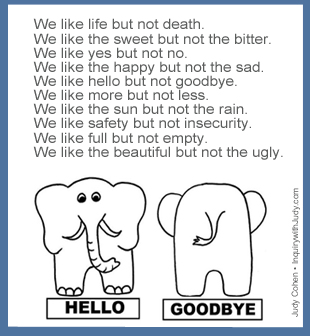 We like life but not death.
We like the sweet but not the bitter.
We like yes but not no.
We like the happy but not the sad.
We like hello but not goodbye.
We like more but not less.
We like the sun but not the rain.
We like safety but not insecurity.
We like full but not empty.
We like the beautiful but not the ugly.
HELLO
GOODBYE
Judy Cohen • InquirywithJudy.com